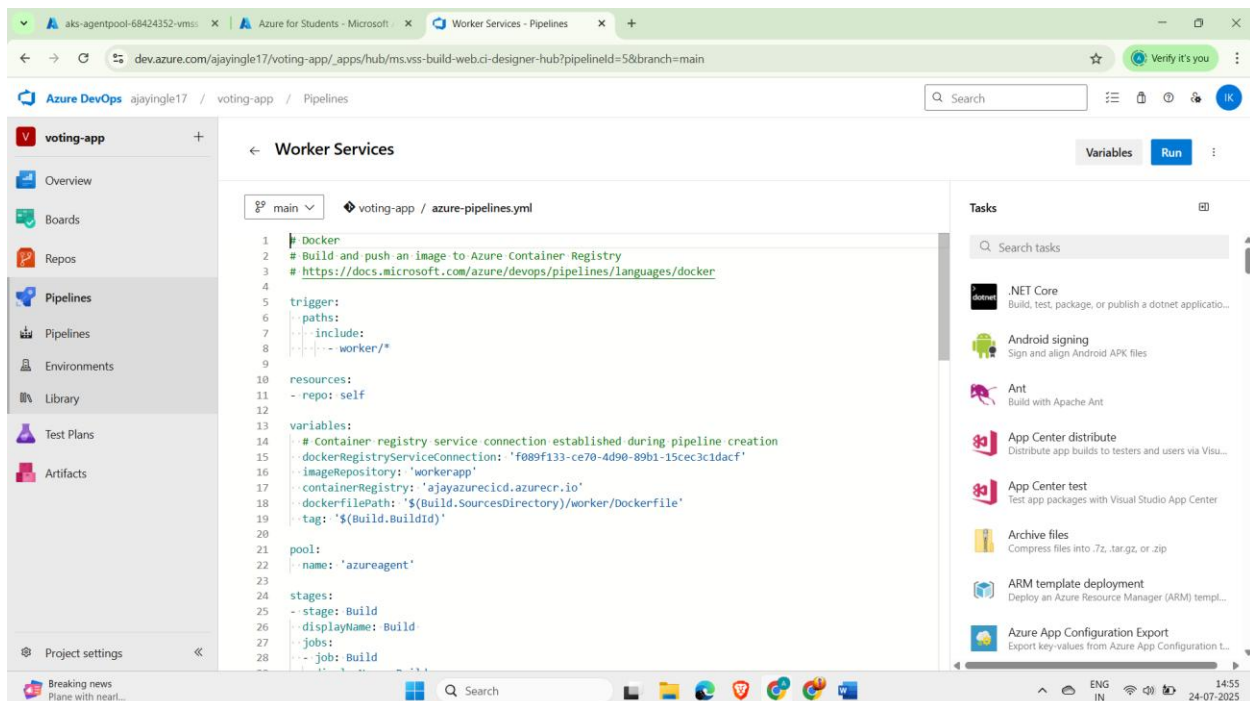 aks-agentpool-68424352-vmss
Azure for Students - Microsoft
Worker Services - Pipelines
dev.azure.com/ajayingle17/voting-app/_apps/hub/ms.vss-build-web.ci-designer-hub?pipelineId=5&branch=main
Verify it's you
Azure DevOps ajayingle17 / voting-app / Pipelines
Search
IK
V voting-app
Worker Services
Variables
Run
Overview
Boards
Repos
Pipelines
Pipelines
Environments
Library
Test Plans
Artifacts
Project settings
main
voting-app / azure-pipelines.yml
1 # Docker
2 # Build and push an image to Azure Container Registry
3 # https://docs.microsoft.com/azure/devops/pipelines/languages/docker
4
5 trigger:
6 paths:
7 include:
8 - worker/*
9
10 resources:
11 - repo: self
12
13 variables:
14 # Container registry service connection established during pipeline creation
15 dockerRegistryServiceConnection: 'f089f133-ce70-4d90-89b1-15cec3c1dacf'
16 imageRepository: 'workerapp'
17 containerRegistry: 'ajayazurecicd.azurecr.io'
18 dockerfilePath: '$(Build.SourcesDirectory)/worker/Dockerfile'
19 tag: '$(Build.BuildId)'
20
21 pool:
22 name: 'azureagent'
23
24 stages:
25 - stage: Build
26 displayName: Build
27 jobs:
28 - job: Build
Tasks
Search tasks
.NET Core
Build, test, package, or publish a dotnet applicatio...
Android signing
Sign and align Android APK files
Ant
Build with Apache Ant
App Center distribute
Distribute app builds to testers and users via Visu...
App Center test
Test app packages with Visual Studio App Center
Archive files
Compress files into .7z, .tar.gz, or .zip
ARM template deployment
Deploy an Azure Resource Manager (ARM) templ...
Azure App Configuration Export
Export key-values from Azure App Configuration t...
Breaking news
Plane with nearl...
Search
ENG
IN
14:55
24-07-2025